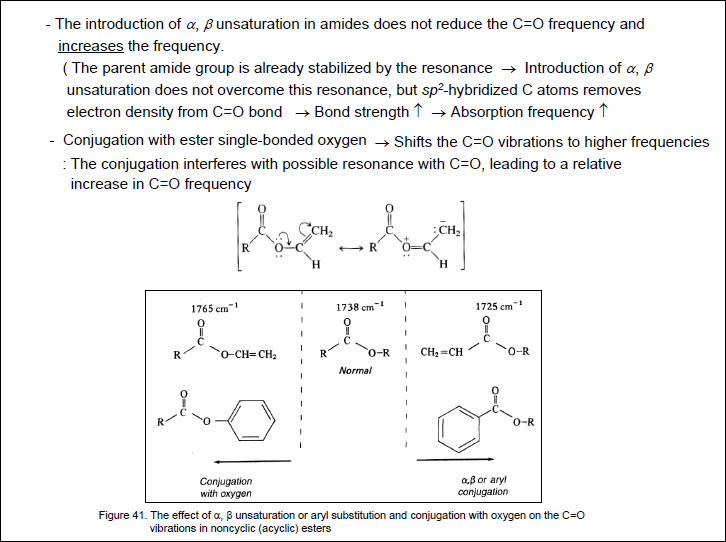 - The introduction of α, β unsaturation in amides does not reduce the C=O frequency and
increases the frequency.
( The parent amide group is already stabilized by the resonance → Introduction of α, β
unsaturation does not overcome this resonance, but sp²-hybridized C atoms removes
electron density from C=O bond → Bond strength ↑ → Absorption frequency ↑
- Conjugation with ester single-bonded oxygen → Shifts the C=O vibrations to higher frequencies
: The conjugation interferes with possible resonance with C=O, leading to a relative
increase in C=O frequency
O O
C CH₂ C :CH₂
R O–C ⟷ R O=C
H H
1765 cm⁻¹ 1738 cm⁻¹ 1725 cm⁻¹
O O O
C C C
R O–CH=CH₂ R O–R CH₂=CH O–R
Normal
O O
C C
R O O–R
Conjugation α,β or aryl
with oxygen conjugation
Figure 41. The effect of α, β unsaturation or aryl substitution and conjugation with oxygen on the C=O
vibrations in noncyclic (acyclic) esters